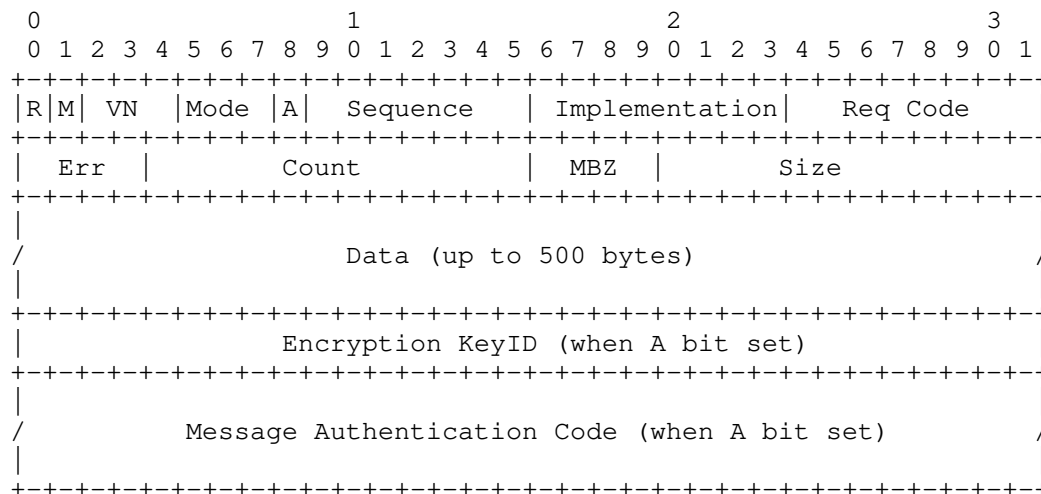 0                   1                   2                   3
 0 1 2 3 4 5 6 7 8 9 0 1 2 3 4 5 6 7 8 9 0 1 2 3 4 5 6 7 8 9 0 1
+-+-+-+-+-+-+-+-+-+-+-+-+-+-+-+-+-+-+-+-+-+-+-+-+-+-+-+-+-+-+-+--
|R|M| VN  |Mode |A|  Sequence   | Implementation|   Req Code
+-+-+-+-+-+-+-+-+-+-+-+-+-+-+-+-+-+-+-+-+-+-+-+-+-+-+-+-+-+-+-+--
|  Err  |        Count          |  MBZ  |       Size
+-+-+-+-+-+-+-+-+-+-+-+-+-+-+-+-+-+-+-+-+-+-+-+-+-+-+-+-+-+-+-+--
|
/                    Data (up to 500 bytes)                     /
|
+-+-+-+-+-+-+-+-+-+-+-+-+-+-+-+-+-+-+-+-+-+-+-+-+-+-+-+-+-+-+-+--
|                Encryption KeyID (when A bit set)
+-+-+-+-+-+-+-+-+-+-+-+-+-+-+-+-+-+-+-+-+-+-+-+-+-+-+-+-+-+-+-+--
|
/          Message Authentication Code (when A bit set)         /
|
+-+-+-+-+-+-+-+-+-+-+-+-+-+-+-+-+-+-+-+-+-+-+-+-+-+-+-+-+-+-+-+--